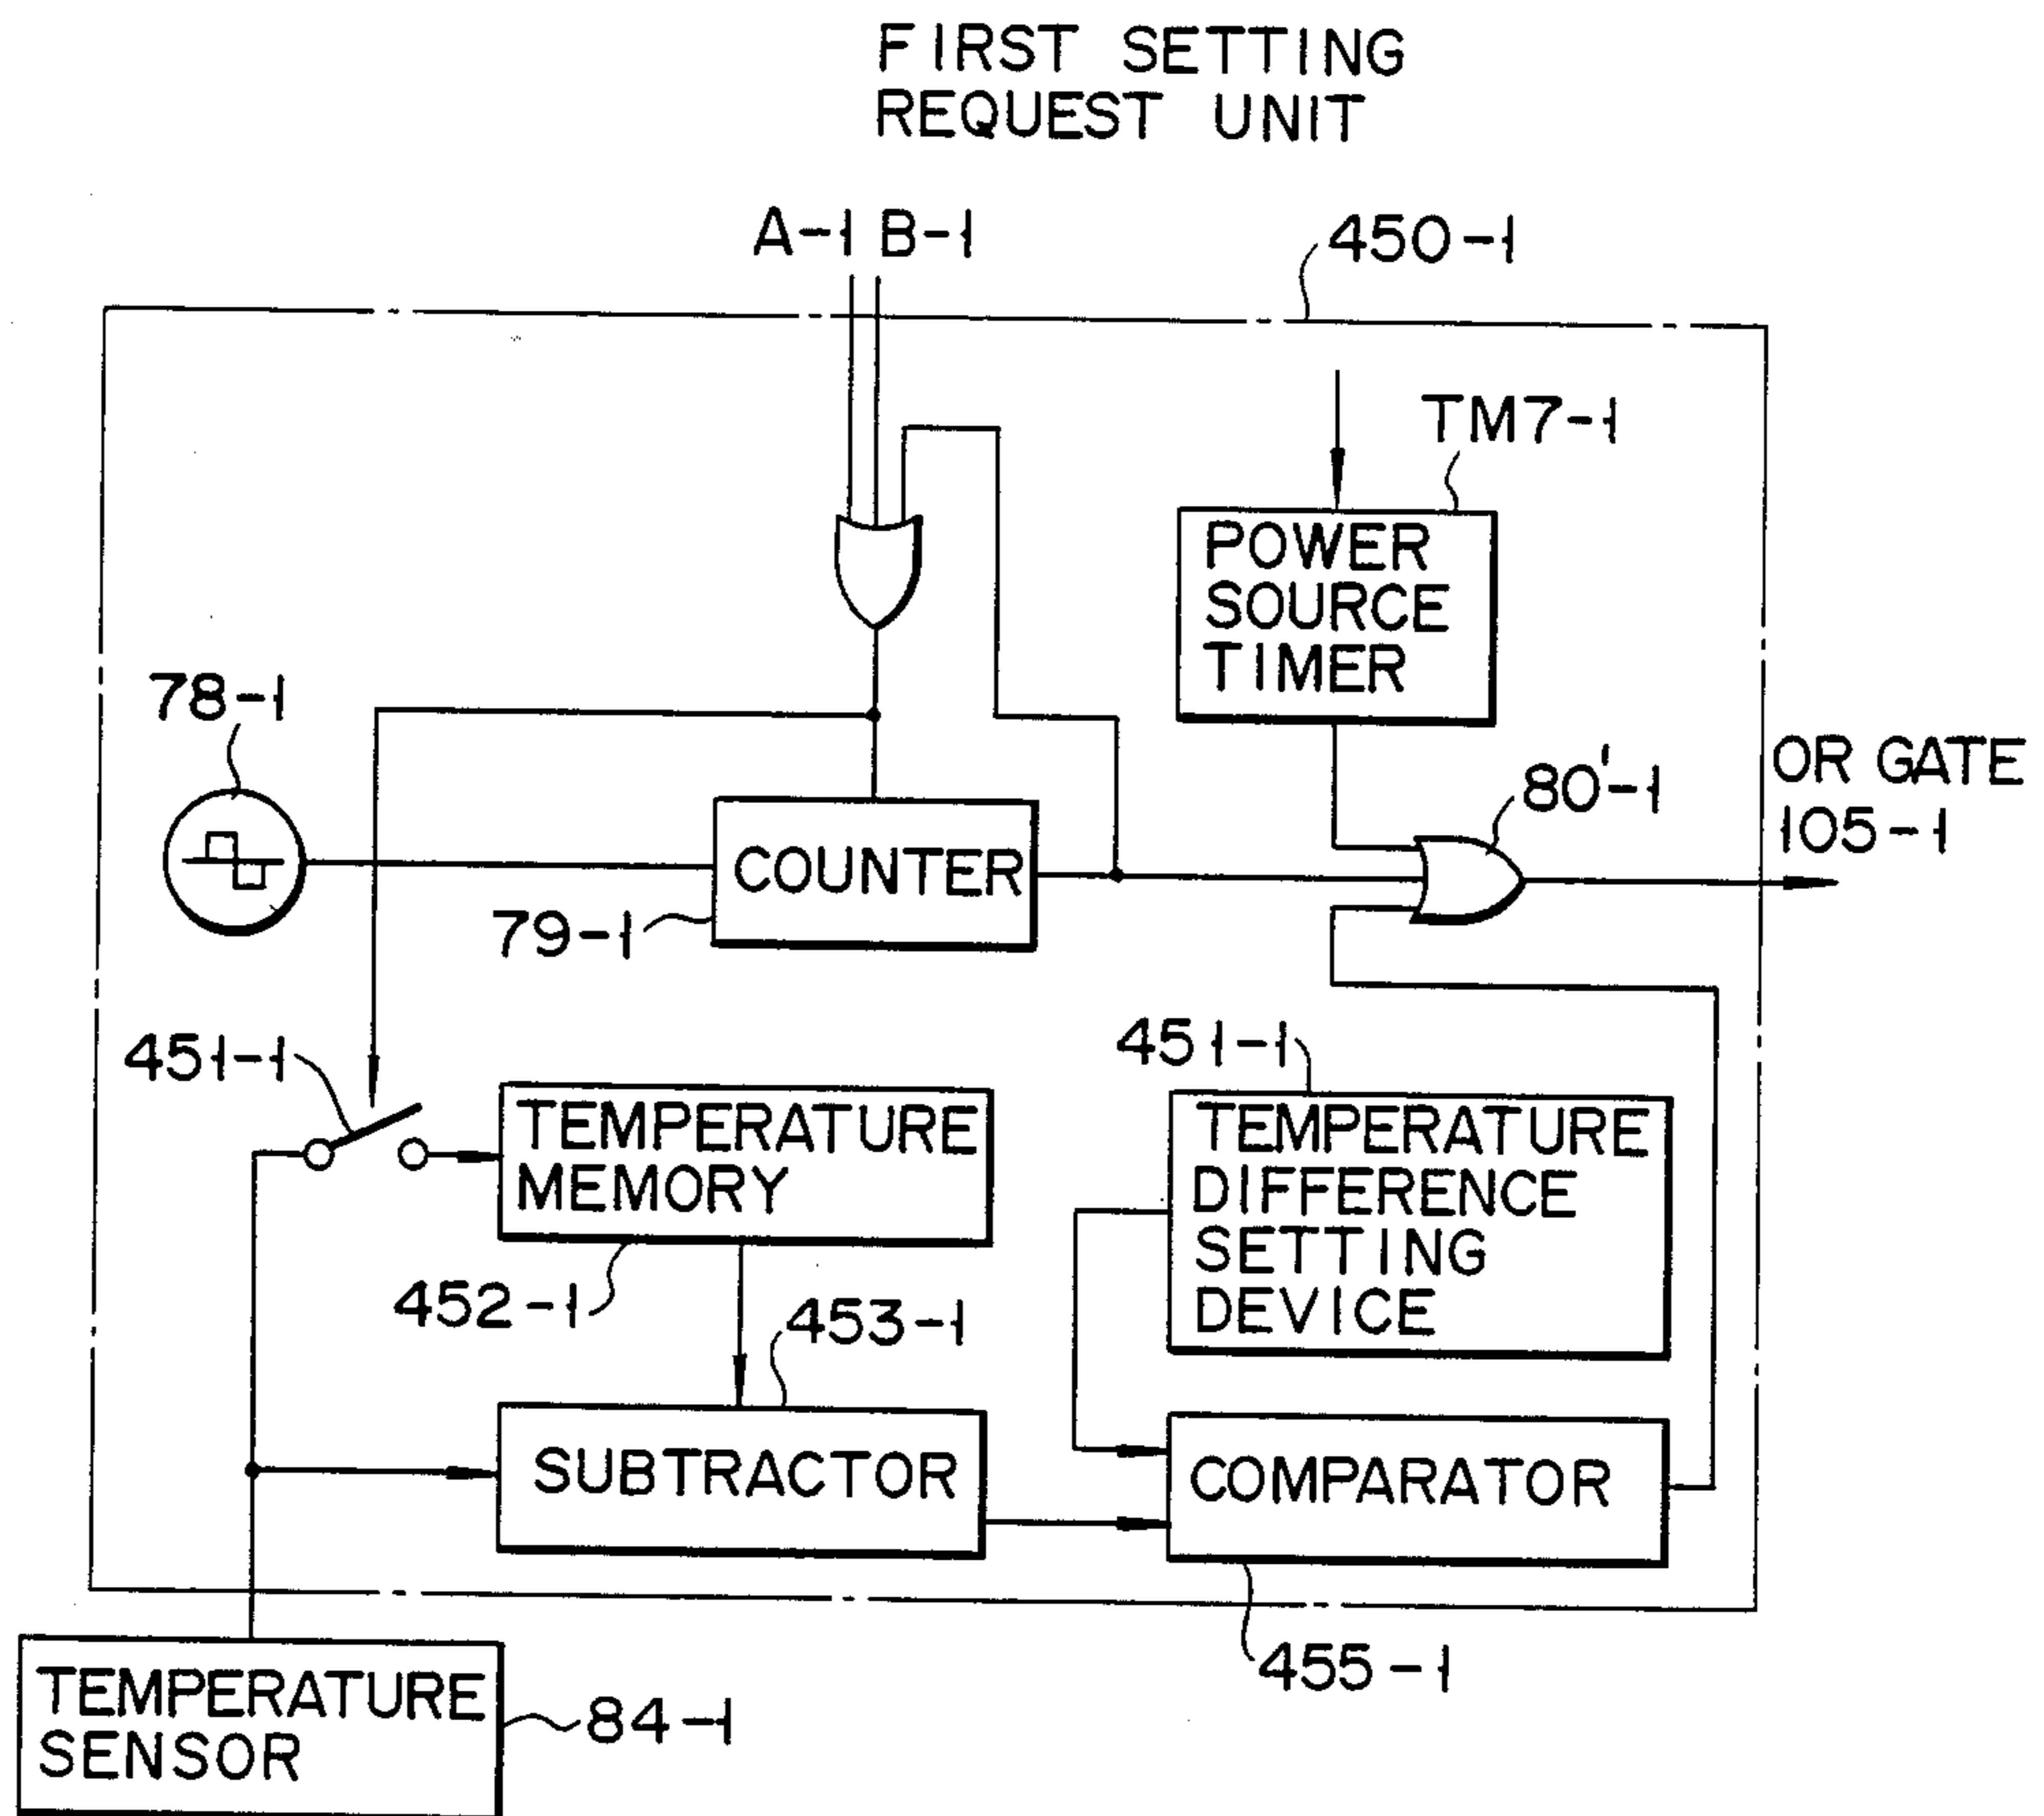 FIRST SETTING
REQUEST UNIT
A-1 B-1
450-1
TM7-1
POWER
SOURCE
TIMER
78-1
80'-1
OR GATE
105-1
COUNTER
79-1
451-1
451-1
TEMPERATURE
MEMORY
TEMPERATURE
DIFFERENCE
SETTING
DEVICE
452-1
453-1
SUBTRACTOR
COMPARATOR
455-1
TEMPERATURE
SENSOR
84-1